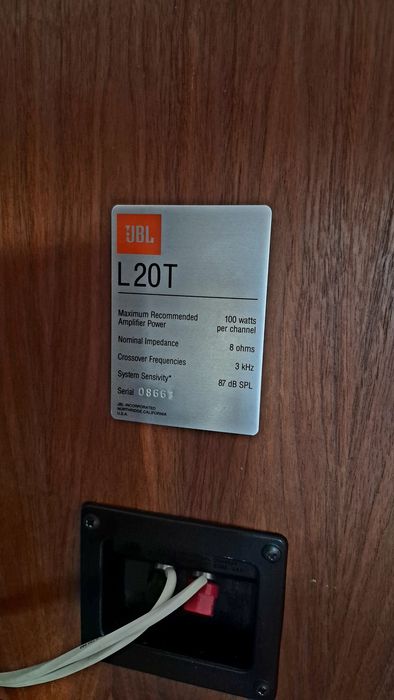 JBL
L20T
Maximum Recommended Amplifier Power 100 watts per channel
Nominal Impedance 8 ohms
Crossover Frequencies 3 kHz
System Sensivity* 87 dB SPL
Serial
JBL INCORPORATED
NORTHRIDGE, CALIFORNIA
U.S.A.